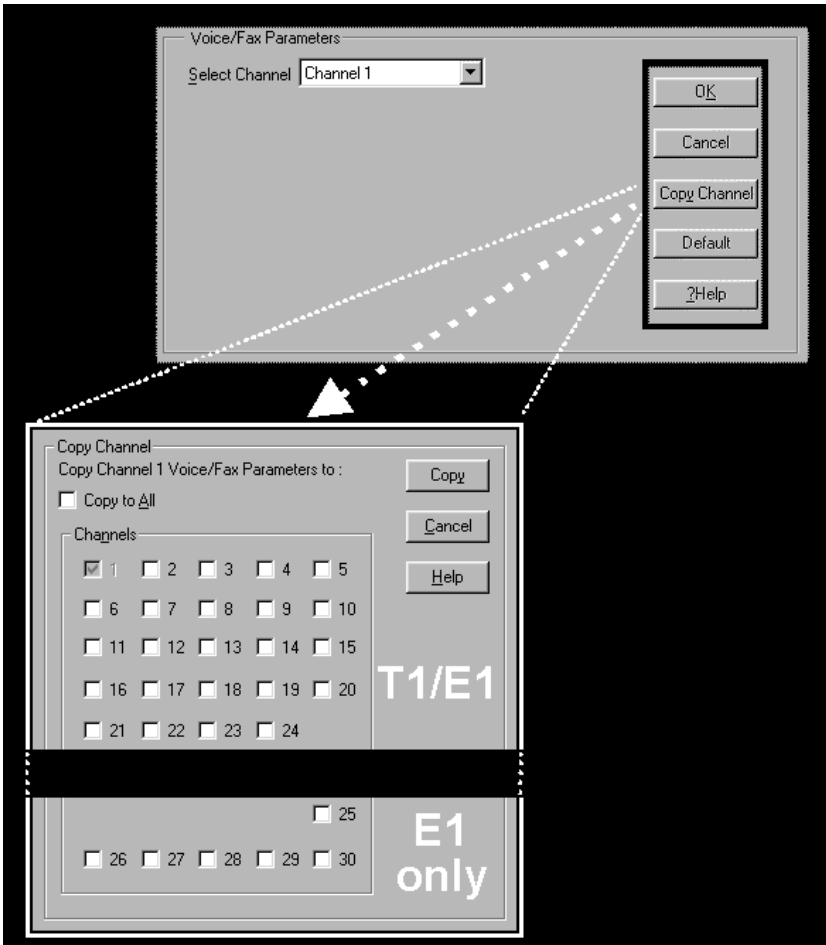 Voice/Fax Parameters
Select Channel Channel 1
OK
Cancel
Copy Channel
Default
?Help
Copy Channel
Copy Channel 1 Voice/Fax Parameters to :
Copy to All
Copy
Cancel
Help
Channels
1 2 3 4 5
6 7 8 9 10
11 12 13 14 15
16 17 18 19 20
21 22 23 24
T1/E1
25
26 27 28 29 30
E1
only